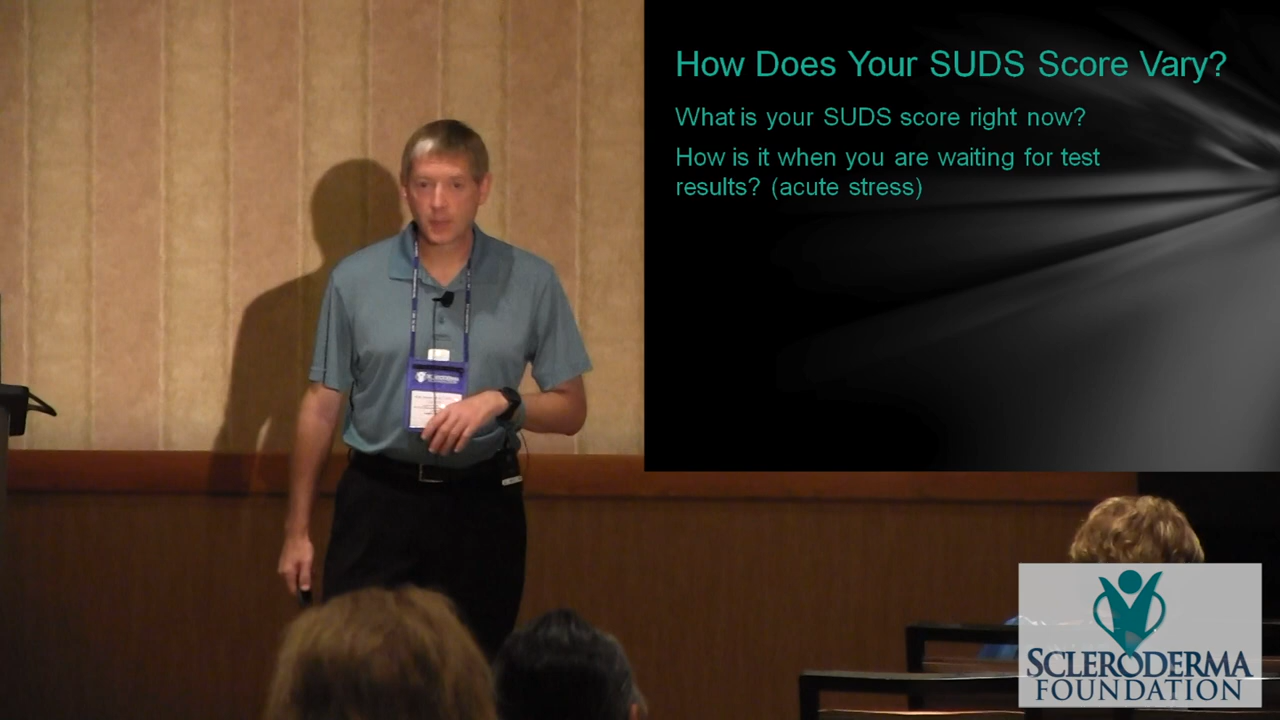 How Does Your SUDS Score Vary?
What is your SUDS score right now?
How is it when you are waiting for test
results? (acute stress)
SCLERODERMA
FOUNDATION